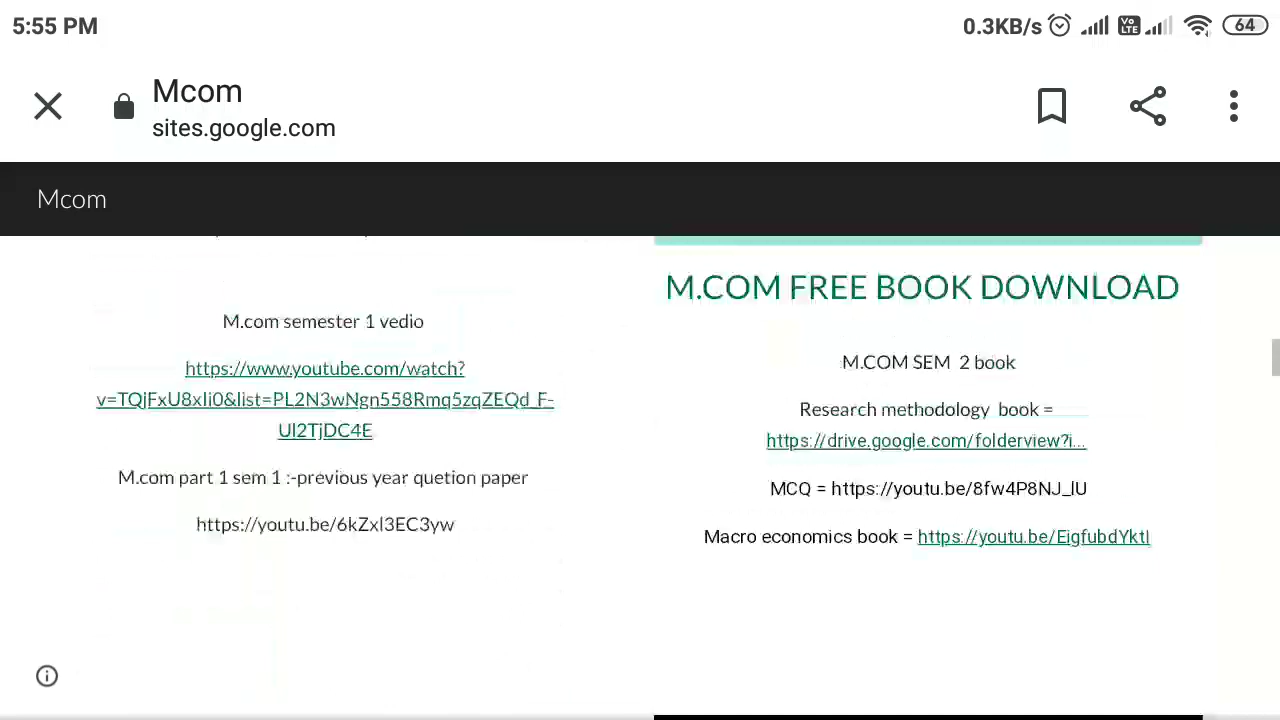 5:55 PM
0.3KB/s
Vo
LTE
64
Mcom
sites.google.com
Mcom
M.com semester 1 vedio
https://www.youtube.com/watch?
v=TQjFxU8xIi0&list=PL2N3wNgn558Rmq5zqZEQd_F-
Ul2TjDC4E
M.com part 1 sem 1 :-previous year quetion paper
https://youtu.be/6kZxl3EC3yw
M.COM FREE BOOK DOWNLOAD
M.COM SEM 2 book
Research methodology book =
https://drive.google.com/folderview?i...
MCQ = https://youtu.be/8fw4P8NJ_lU
Macro economics book = https://youtu.be/EigfubdYktI